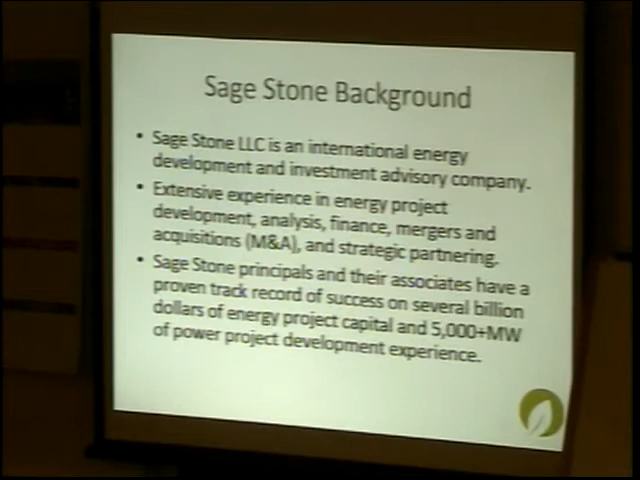 Sage Stone Background
• Sage Stone LLC is an international energy
development and investment advisory company.
• Extensive experience in energy project
development, analysis, finance, mergers and
acquisitions (M&A), and strategic partnering.
• Sage Stone principals and their associates have a
proven track record of success on several billion
dollars of energy project capital and 5,000+MW
of power project development experience.